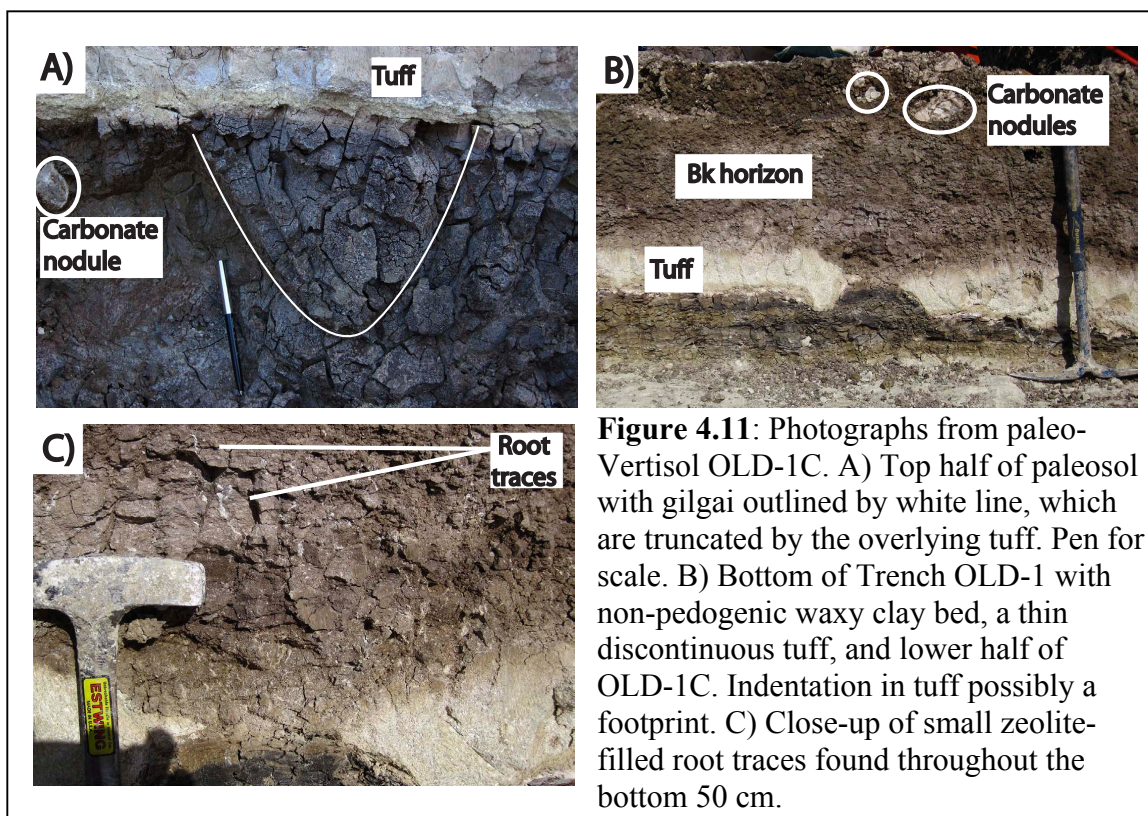 A)
Tuff
Carbonate
nodule
B)
Carbonate
nodules
Bk horizon
Tuff
C)
Root
traces
ESTWING
Figure 4.11: Photographs from paleo-
Vertisol OLD-1C. A) Top half of paleosol
with gilgai outlined by white line, which
are truncated by the overlying tuff. Pen for
scale. B) Bottom of Trench OLD-1 with
non-pedogenic waxy clay bed, a thin
discontinuous tuff, and lower half of
OLD-1C. Indentation in tuff possibly a
footprint. C) Close-up of small zeolite-
filled root traces found throughout the
bottom 50 cm.